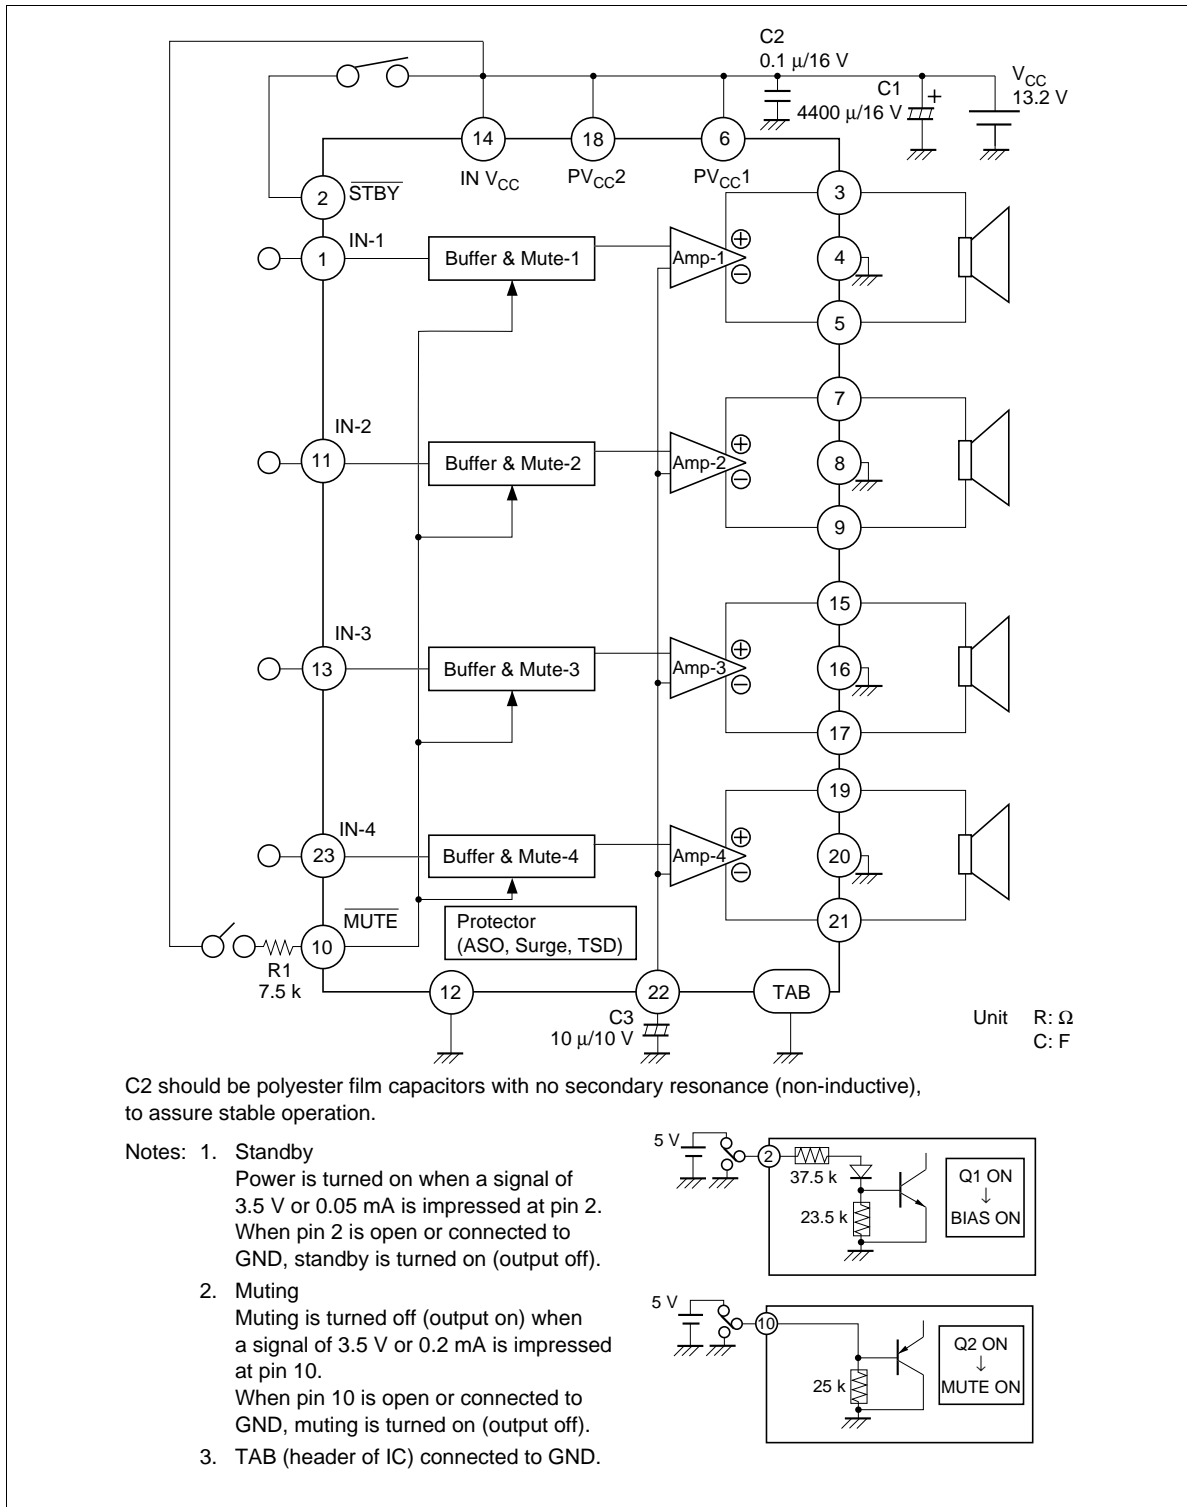 C2
0.1 μ/16 V
C1
+
4400 μ/16 V
VCC
13.2 V
14
18
6
IN VCC
PVCC2
PVCC1
2
STBY
3
1
IN-1
Buffer & Mute-1
Amp-1
+
−
4
5
7
IN-2
11
Buffer & Mute-2
Amp-2
+
−
8
9
15
IN-3
13
Buffer & Mute-3
Amp-3
+
−
16
17
19
IN-4
23
Buffer & Mute-4
Amp-4
+
−
20
21
MUTE
10
R1
7.5 k
Protector
(ASO, Surge, TSD)
12
22
TAB
C3
10 μ/10 V
Unit R: Ω
C: F
C2 should be polyester film capacitors with no secondary resonance (non-inductive),
to assure stable operation.
Notes: 1. Standby
Power is turned on when a signal of
3.5 V or 0.05 mA is impressed at pin 2.
When pin 2 is open or connected to
GND, standby is turned on (output off).
2. Muting
Muting is turned off (output on) when
a signal of 3.5 V or 0.2 mA is impressed
at pin 10.
When pin 10 is open or connected to
GND, muting is turned on (output off).
3. TAB (header of IC) connected to GND.
5 V
2
37.5 k
23.5 k
Q1 ON
↓
BIAS ON
5 V
10
25 k
Q2 ON
↓
MUTE ON